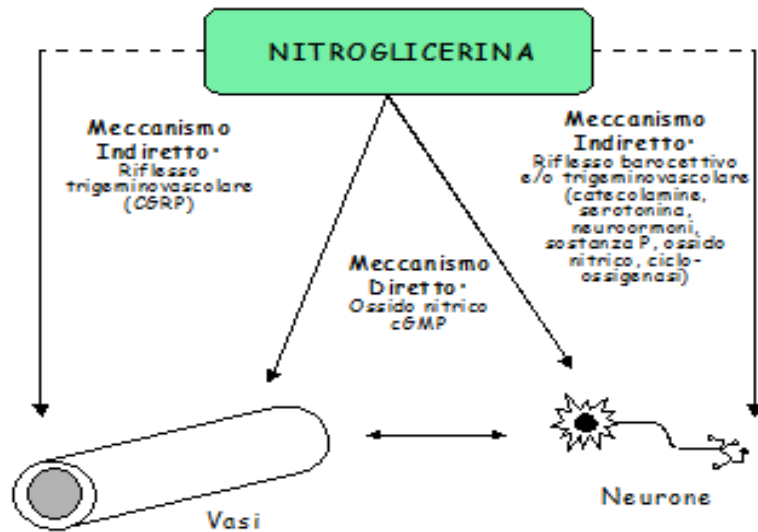 NITROGLICERINA
Meccanismo
Indiretto:
Riflesso
trigeminovascolare
(CGRP)
Meccanismo
Indiretto:
Riflesso barocettivo
e/o trigeminovascolare
(catecolamine,
serotonina,
neuroormoni,
sostanza P, ossido
nitrico, ciclo-
ossigenasi)
Meccanismo
Diretto:
Ossido nitrico
cGMP
Vasi
Neurone